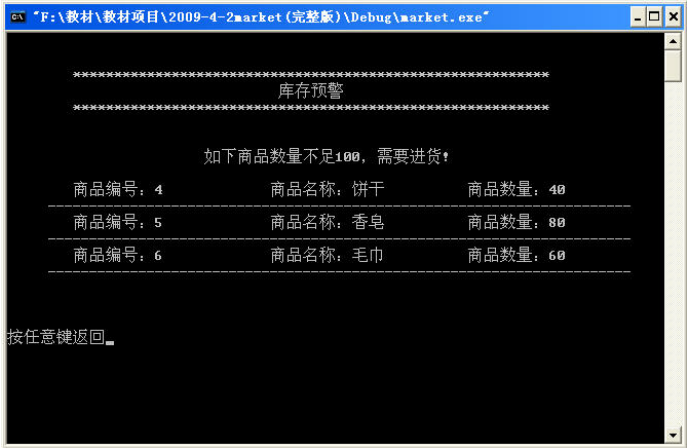 "F:\教材\教材项目\2009-4-2market(完整版)\Debug\market.exe"
*********************************************************
库存预警
*********************************************************
如下商品数量不足100，需要进货!
商品编号：4 商品名称：饼干 商品数量：40
商品编号：5 商品名称：香皂 商品数量：80
商品编号：6 商品名称：毛巾 商品数量：60
按任意键返回_